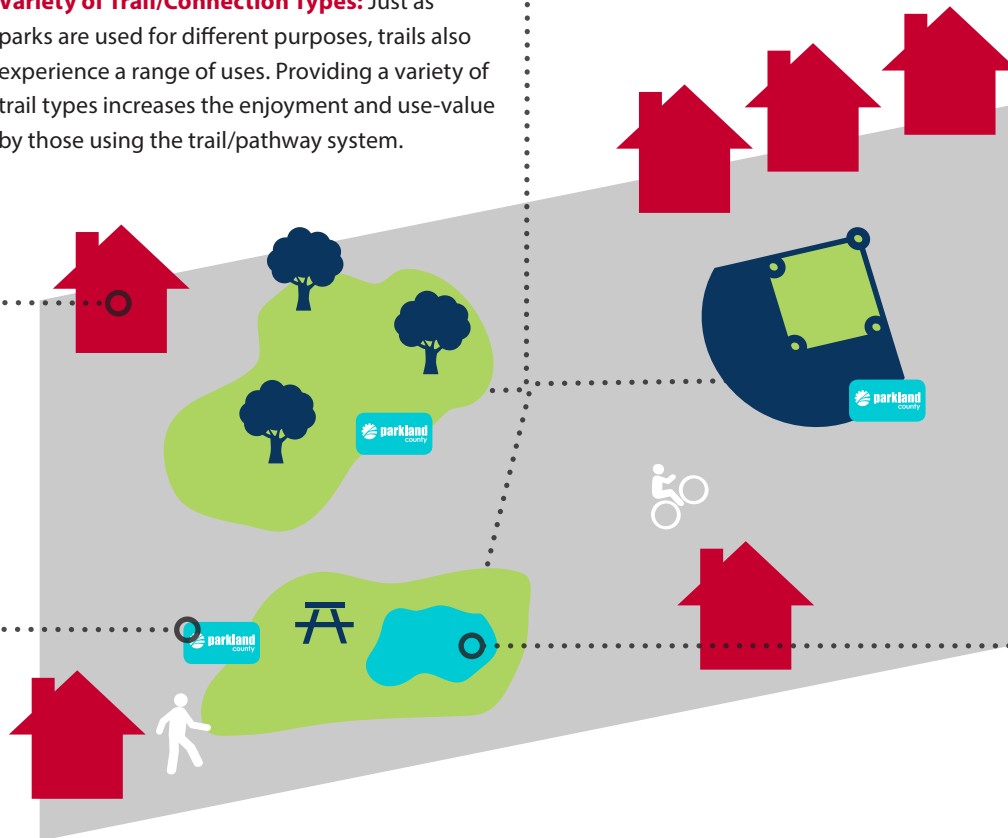 Variety of Trail/Connection Types: Just as
parks are used for different purposes, trails also
experience a range of uses. Providing a variety of
trail types increases the enjoyment and use-value
by those using the trail/pathway system.
parkland
county
parkland
county
parkland
county